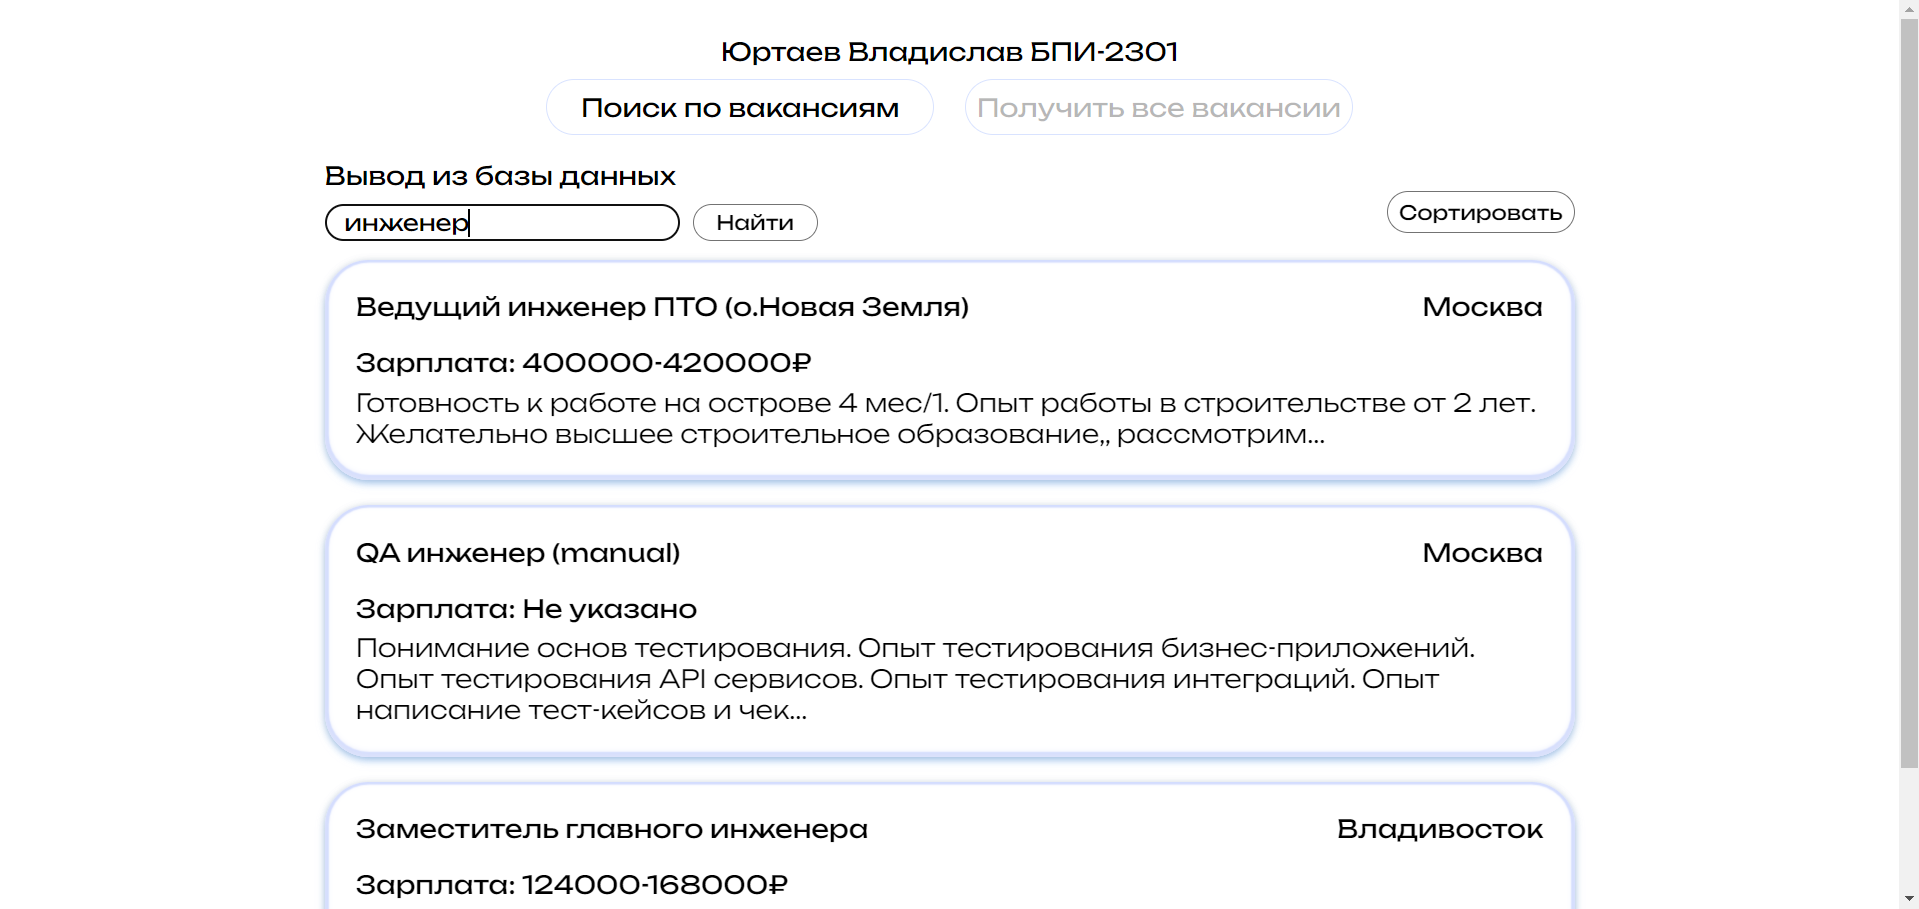 Юртаев Владислав БПИ-2301
Поиск по вакансиям
Получить все вакансии
Вывод из базы данных
инженер
Найти
Сортировать
Ведущий инженер ПТО (о.Новая Земля)
Москва
Зарплата: 400000-420000₽
Готовность к работе на острове 4 мес/1. Опыт работы в строительстве от 2 лет.
Желательно высшее строительное образование,, рассмотрим...
QA инженер (manual)
Москва
Зарплата: Не указано
Понимание основ тестирования. Опыт тестирования бизнес-приложений.
Опыт тестирования API сервисов. Опыт тестирования интеграций. Опыт
написание тест-кейсов и чек...
Заместитель главного инженера
Владивосток
Зарплата: 124000-168000₽